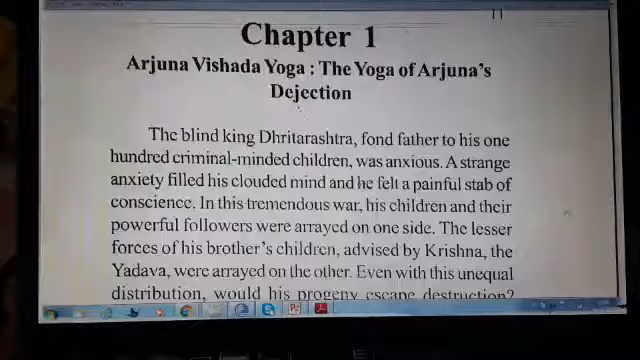 11
Chapter 1
Arjuna Vishada Yoga : The Yoga of Arjuna's
Dejection
The blind king Dhritarashtra, fond father to his one
hundred criminal-minded children, was anxious. A strange
anxiety filled his clouded mind and he felt a painful stab of
conscience. In this tremendous war, his children and their
powerful followers were arrayed on one side. The lesser
forces of his brother's children, advised by Krishna, the
Yadava, were arrayed on the other. Even with this unequal
distribution, would his progeny escape destruction?